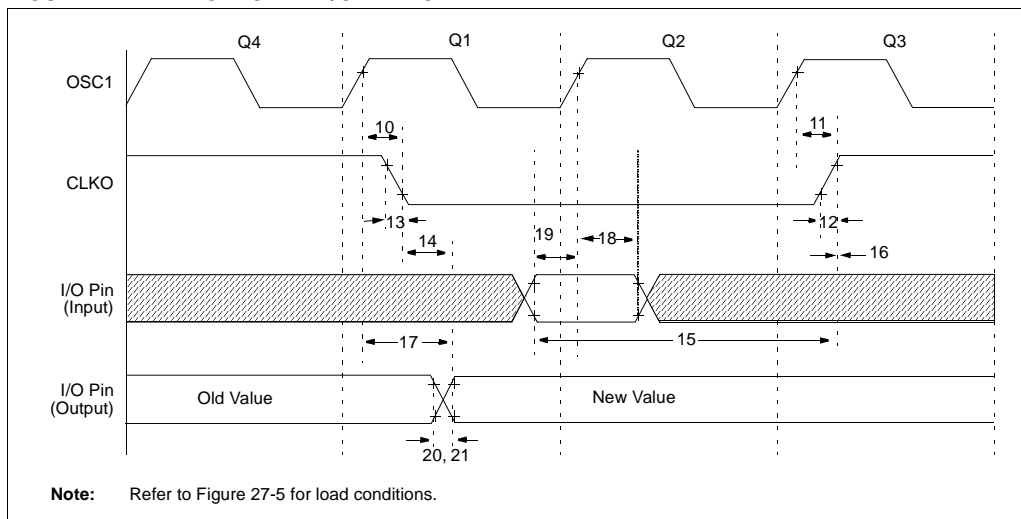 Q4 Q1 Q2 Q3
OSC1
10 11
CLKO
13 12
14 19 18 16
I/O Pin
(Input)
17 15
I/O Pin
(Output)
Old Value New Value
20, 21
Note: Refer to Figure 27-5 for load conditions.